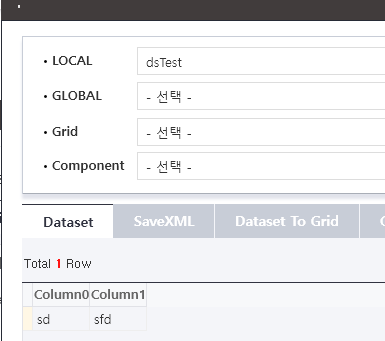 • LOCAL dsTest
• GLOBAL - 선택 -
• Grid - 선택 -
• Component - 선택 -
Dataset SaveXML Dataset To Grid
Total 1 Row
Column0 Column1
sd sfd